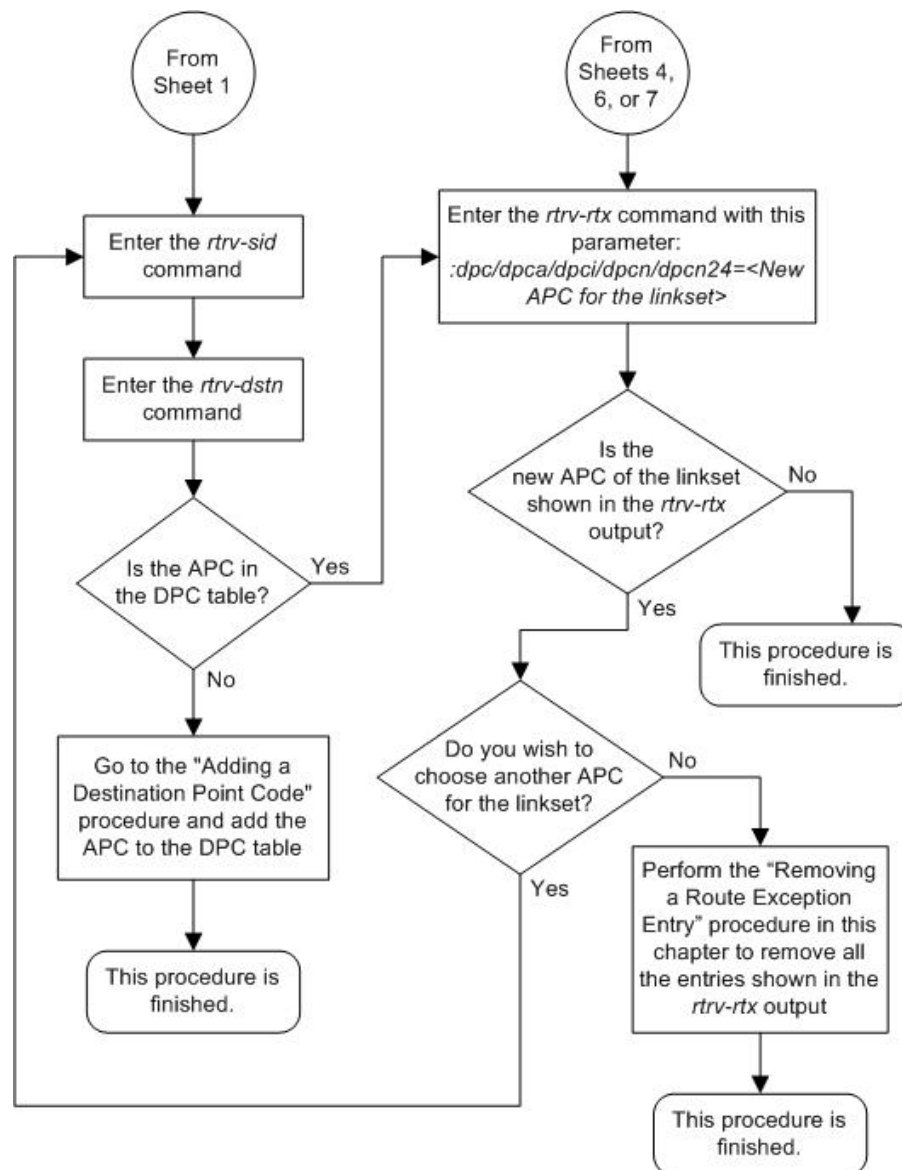 From
Sheet 1
From
Sheets 4,
6, or 7
Enter the rtrv-sid
command
Enter the rtrv-rtx command with this
parameter:
:dpc/dpca/dpci/dpcn/dpcn24=<New
APC for the linkset>
Enter the rtrv-dstn
command
Is the APC in
the DPC table?
Yes
No
Is the
new APC of the linkset
shown in the rtrv-rtx
output?
No
Yes
This procedure is
finished.
Go to the "Adding a
Destination Point Code"
procedure and add the
APC to the DPC table
This procedure is
finished.
Do you wish to
choose another APC
for the linkset?
No
Yes
Perform the “Removing
a Route Exception
Entry” procedure in this
chapter to remove all
the entries shown in the
rtrv-rtx output
This procedure is
finished.